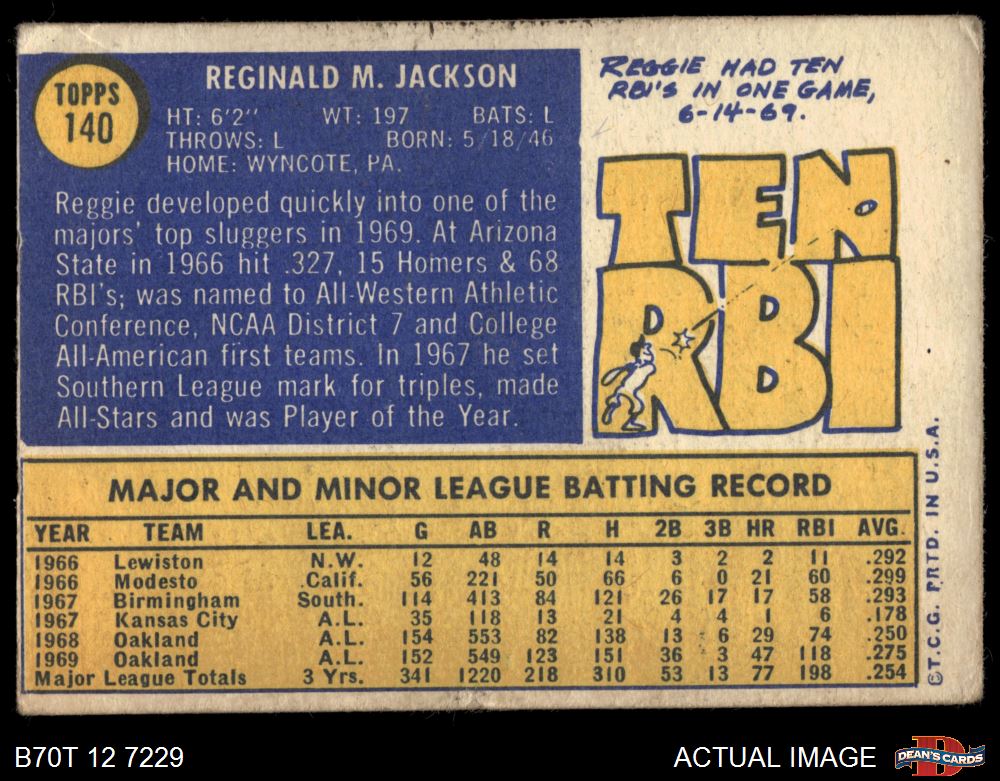 TOPPS
140
REGINALD M. JACKSON
HT: 6'2" WT: 197 BATS: L
THROWS: L BORN: 5/18/46
HOME: WYNCOTE, PA.
Reggie developed quickly into one of the
majors' top sluggers in 1969. At Arizona
State in 1966 hit .327, 15 Homers & 68
RBI's; was named to All-Western Athletic
Conference, NCAA District 7 and College
All-American first teams. In 1967 he set
Southern League mark for triples, made
All-Stars and was Player of the Year.
REGGIE HAD TEN
RBI'S IN ONE GAME,
6-14-69.
TEN
RBI
MAJOR AND MINOR LEAGUE BATTING RECORD
YEAR TEAM LEA. G AB R H 2B 3B HR RBI AVG.
1966 Lewiston N.W. 12 48 14 14 3 2 2 11 .292
1966 Modesto Calif. 56 221 50 66 6 0 21 60 .299
1967 Birmingham South. 114 413 84 121 26 17 17 58 .293
1967 Kansas City A.L. 35 118 13 21 4 4 1 6 .178
1968 Oakland A.L. 154 553 82 138 13 6 29 74 .250
1969 Oakland A.L. 152 549 123 151 36 3 47 118 .275
Major League Totals 3 Yrs. 341 1220 218 310 53 13 77 198 .254
©T.C.G. PRTD. IN U.S.A.
B70T 12 7229
ACTUAL IMAGE
D
DEAN'S CARDS